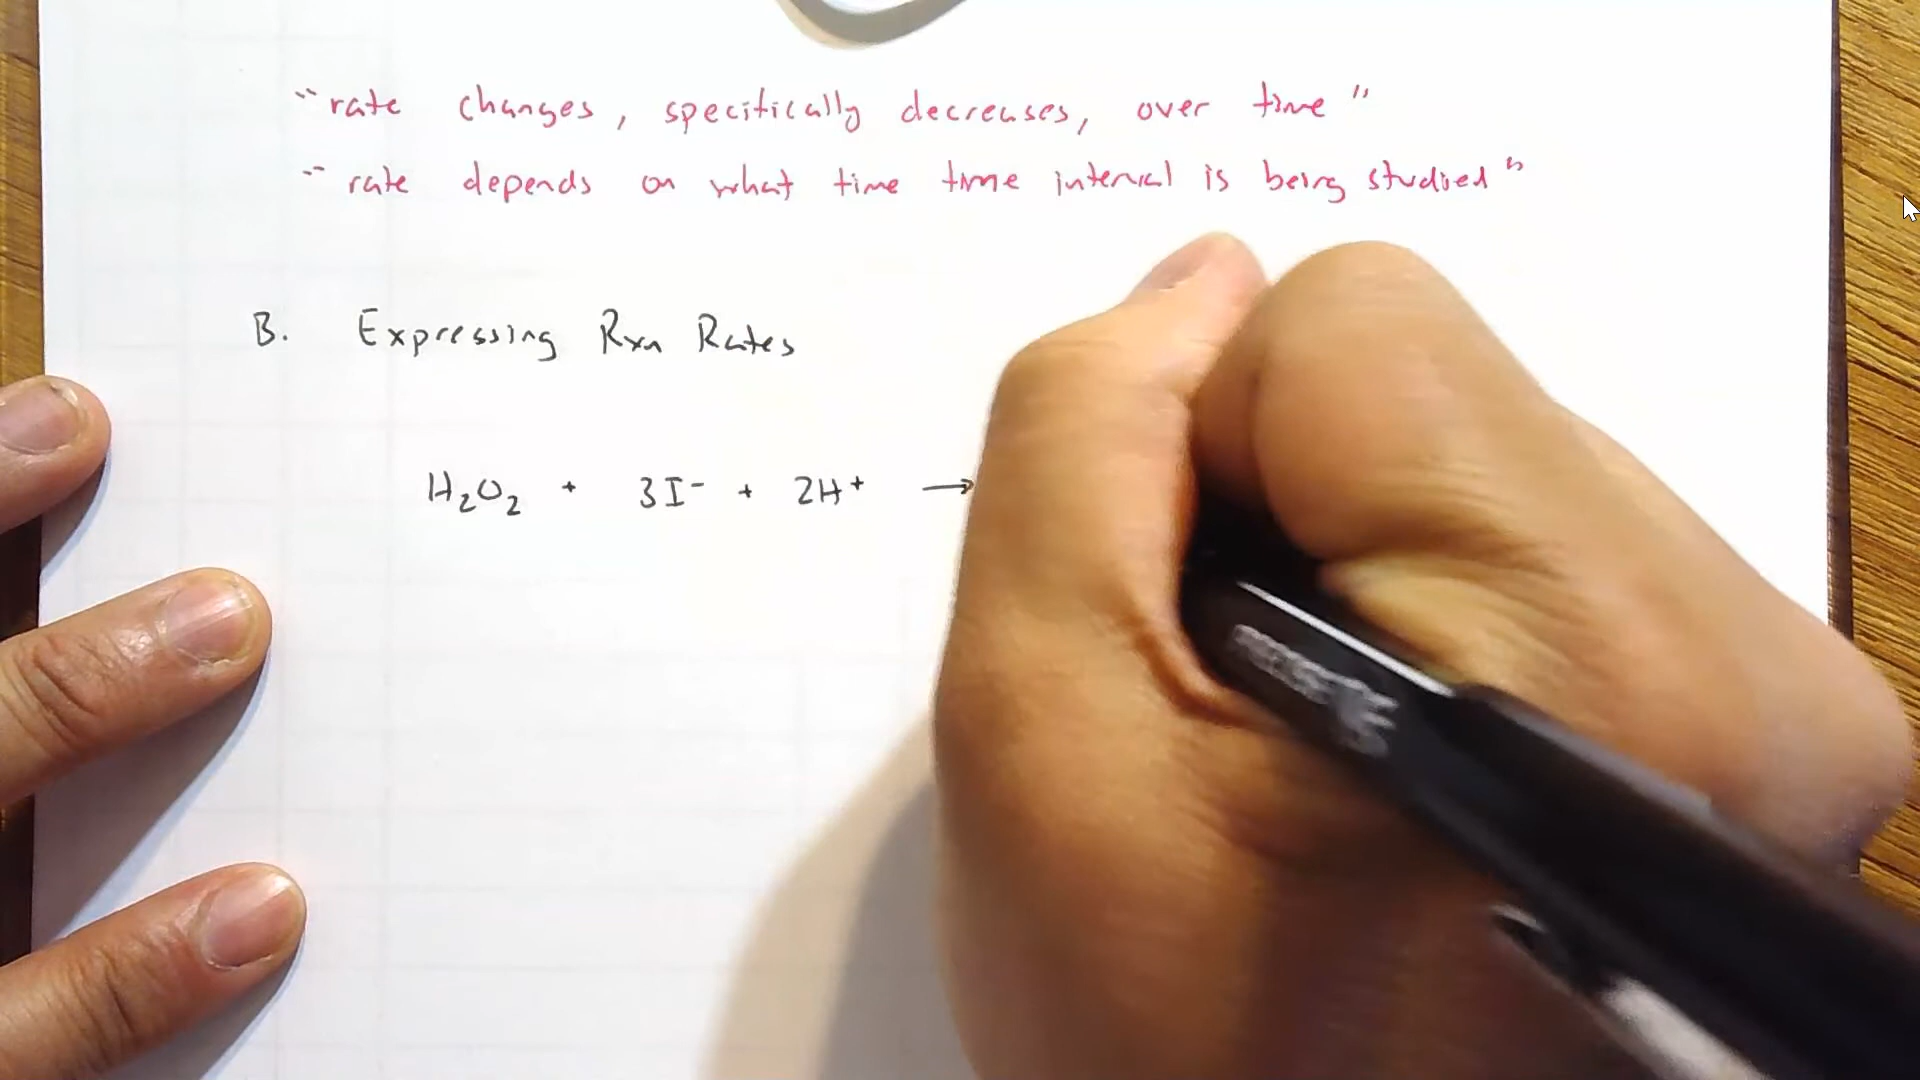 "rate changes, specifically decreases, over time"
"rate depends on what time time interval is being studied"
B. Expressing Rxn Rates
H₂O₂ + 3I⁻ + 2H⁺ →